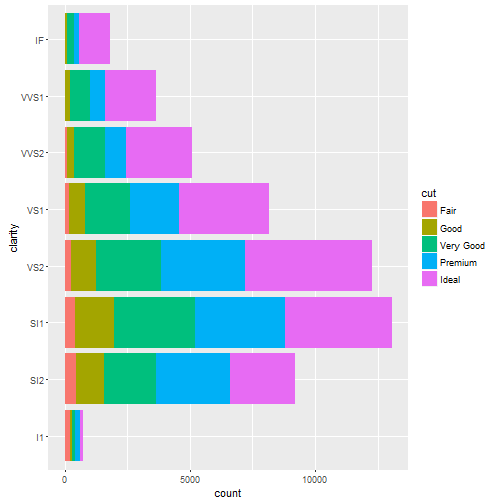 IF
VVS1
VVS2
VS1
VS2
SI1
SI2
I1
clarity
0 5000 10000
count
cut
Fair
Good
Very Good
Premium
Ideal